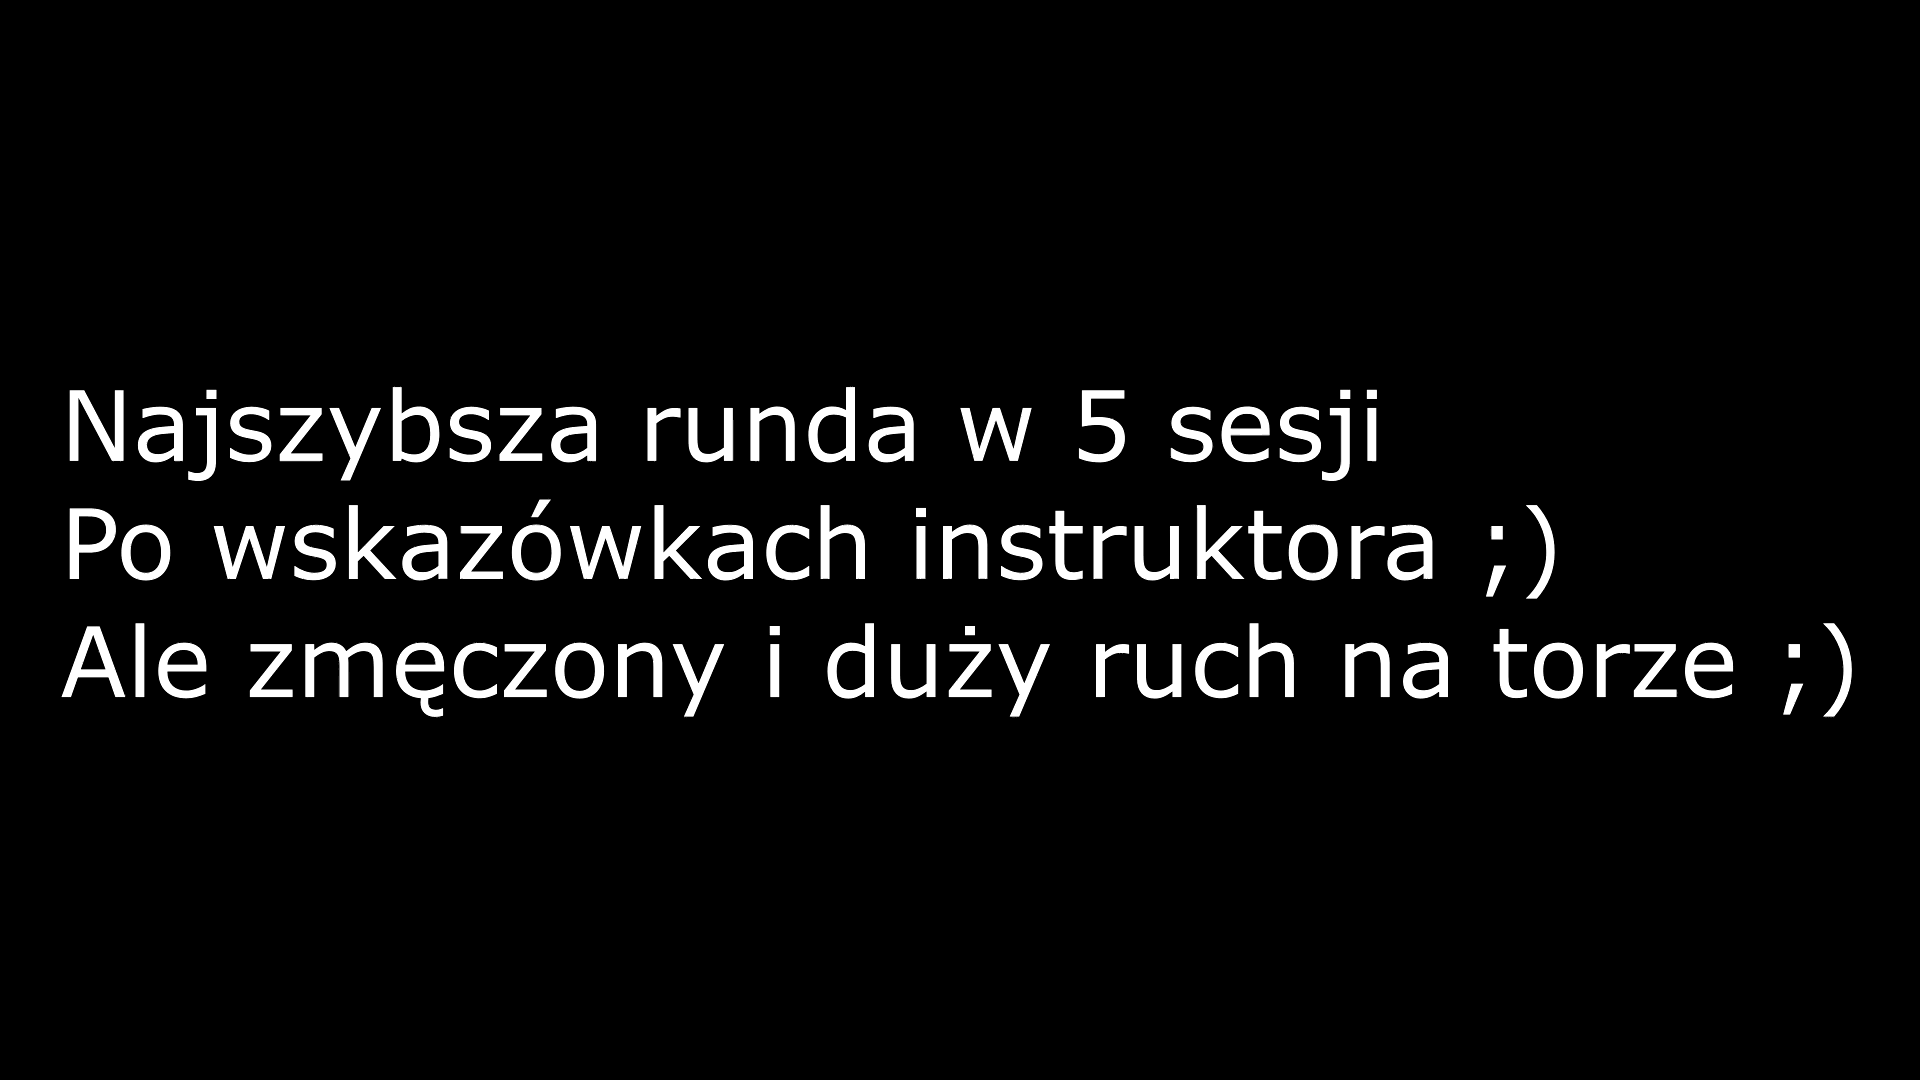 Najszybsza runda w 5 sesji
Po wskazówkach instruktora ;)
Ale zmęczony i duży ruch na torze ;)